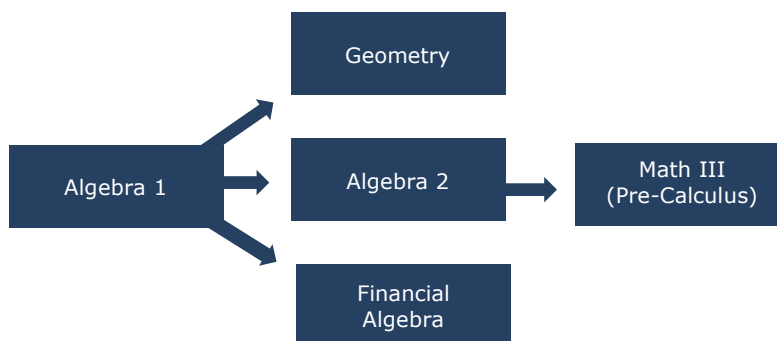 Geometry
Algebra 1
Algebra 2
Math III
(Pre-Calculus)
Financial
Algebra